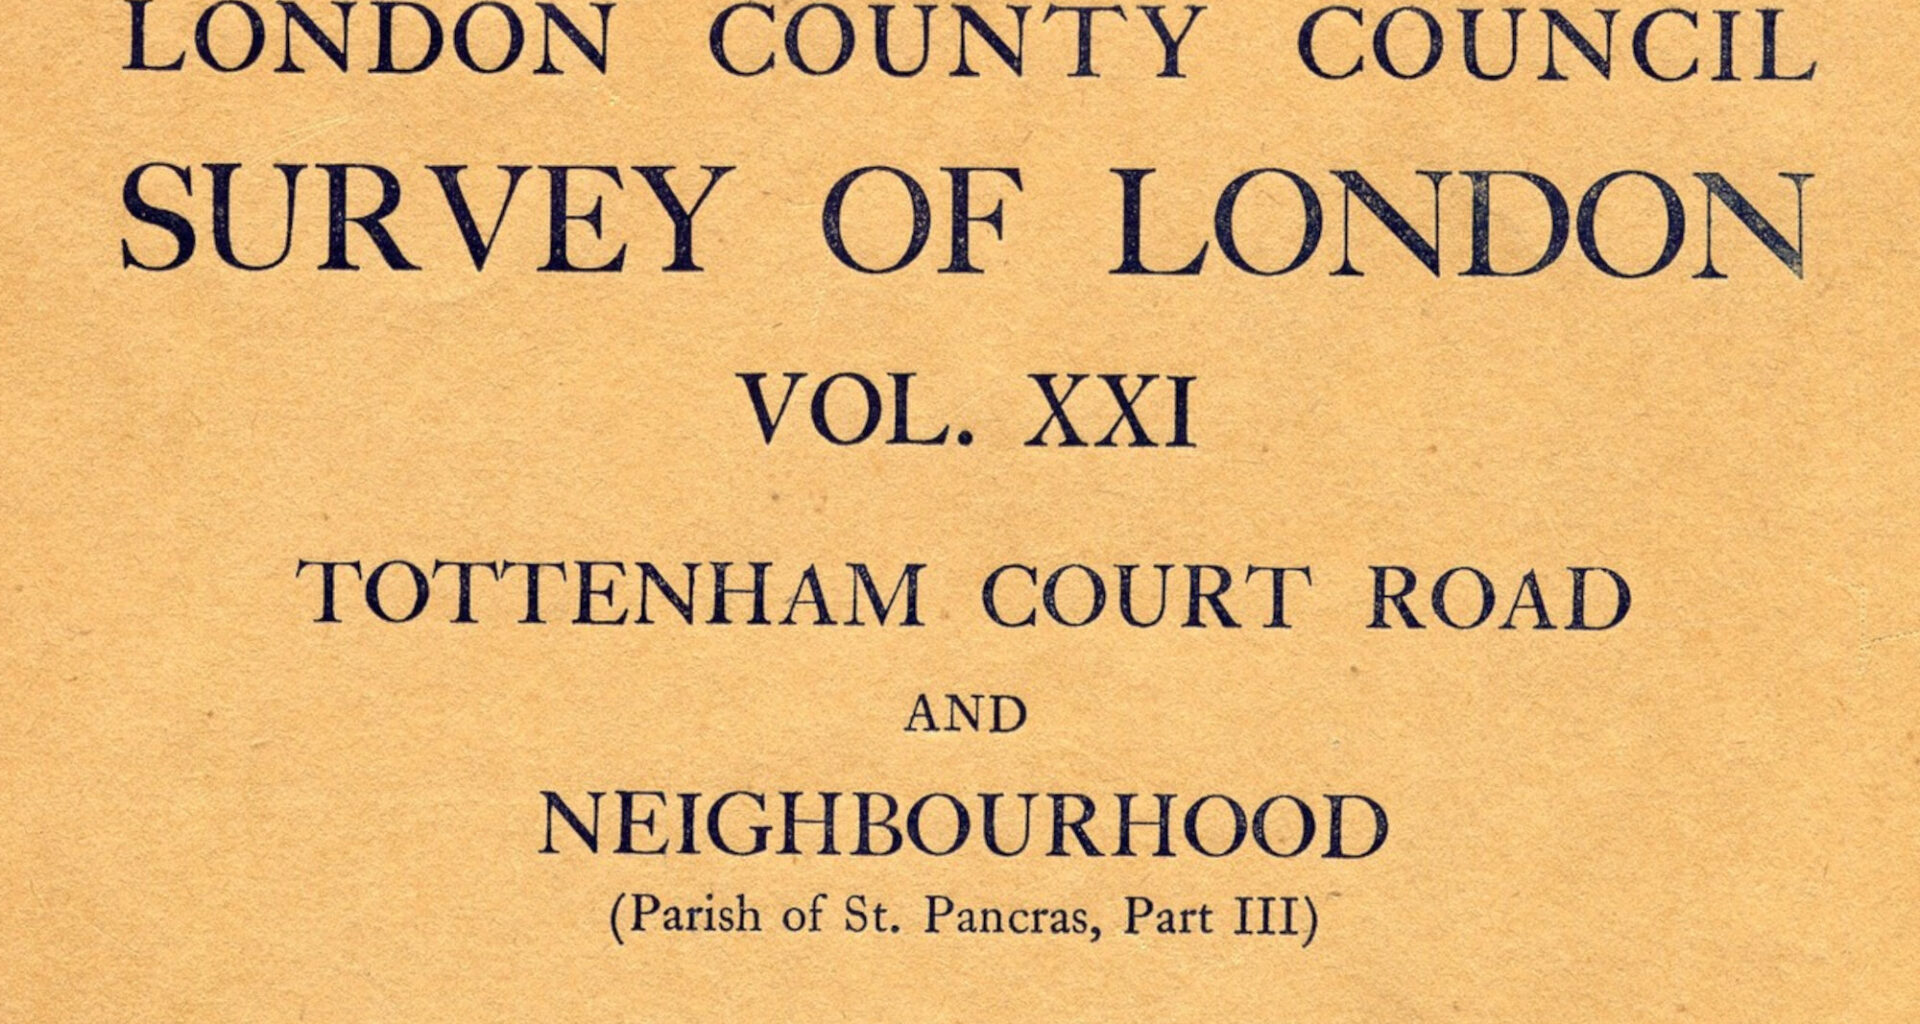 LONDON COUNTY COUNCIL
SURVEY OF LONDON
VOL. XXI
TOTTENHAM COURT ROAD
AND
NEIGHBOURHOOD
(Parish of St. Pancras, Part III)